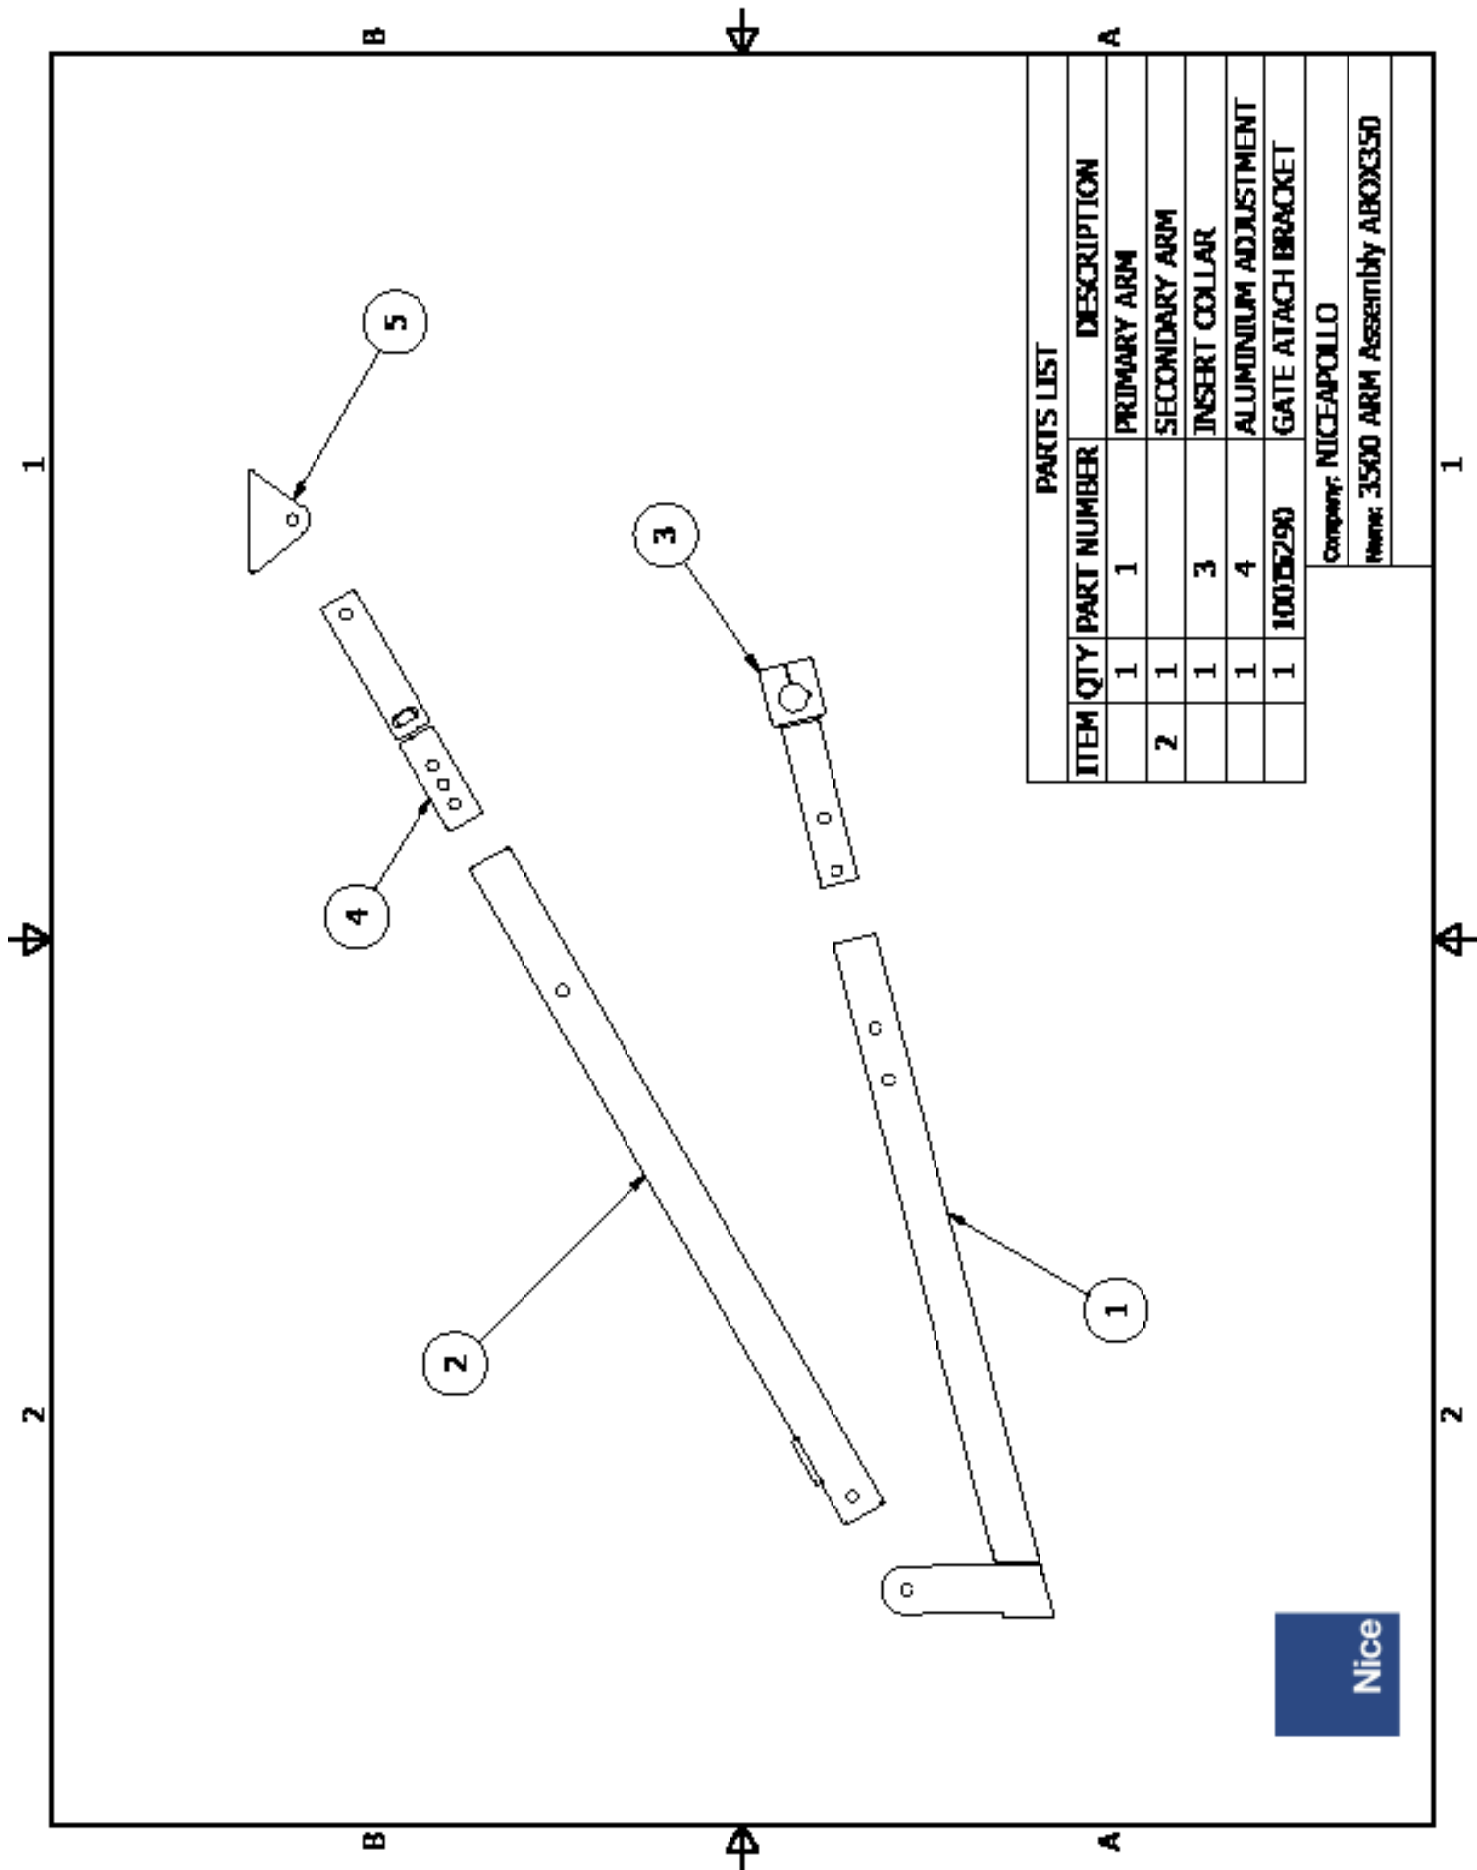 2 1
B B
4
5
2
3
1
A A
PARTS LIST
ITEM QTY PART NUMBER DESCRIPTION
1 1 PRIMARY ARM
2 1 SECONDARY ARM
1 3 INSERT COLLAR
1 4 ALUMINIUM ADJUSTMENT
1 GATE ATACH BRACKET
Company: NICEAPOLLO
Name: 3500 ARM Assembly ABOX350
Nice
2 1